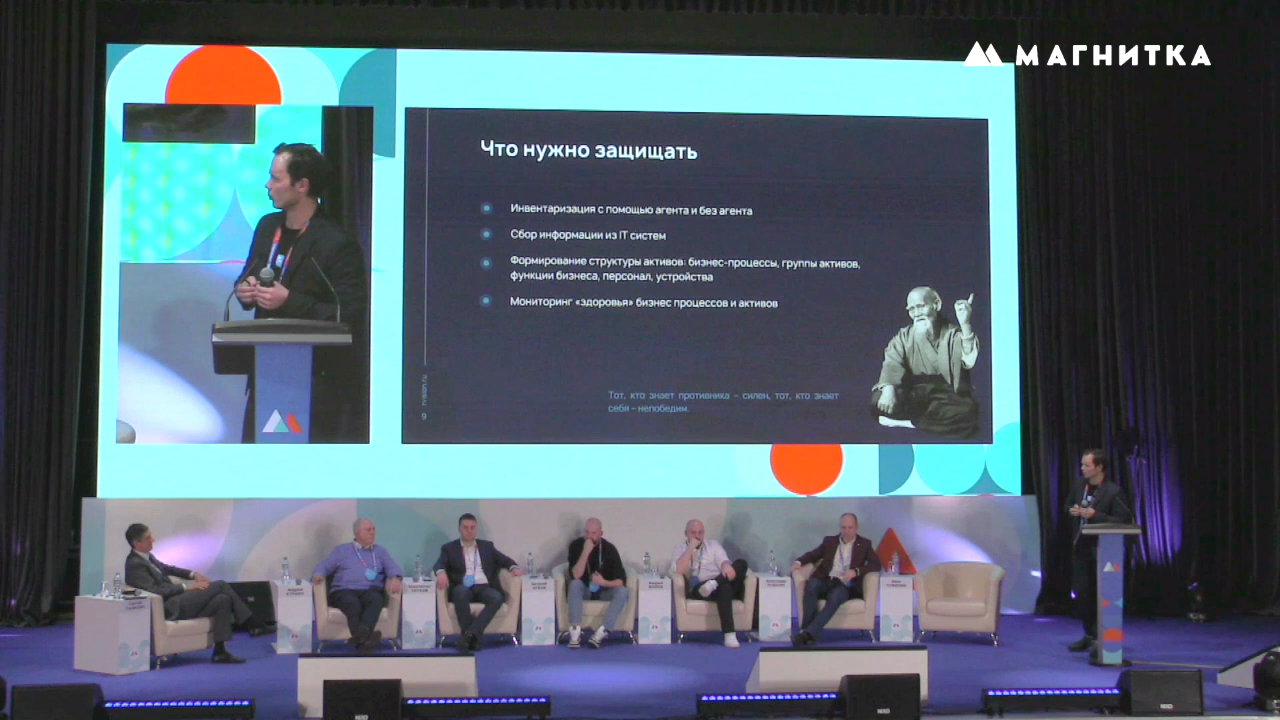 МАГНИТКА
Что нужно защищать
Инвентаризация с помощью агента и без агента
Сбор информации из IT систем
Формирование структуры активов: бизнес-процессы, группы активов,
функции бизнеса, персонал, устройства
Мониторинг «здоровья» бизнес процессов и активов
Тот, кто знает противника – силен, тот, кто знает
себя – непобедим.
rvision.ru